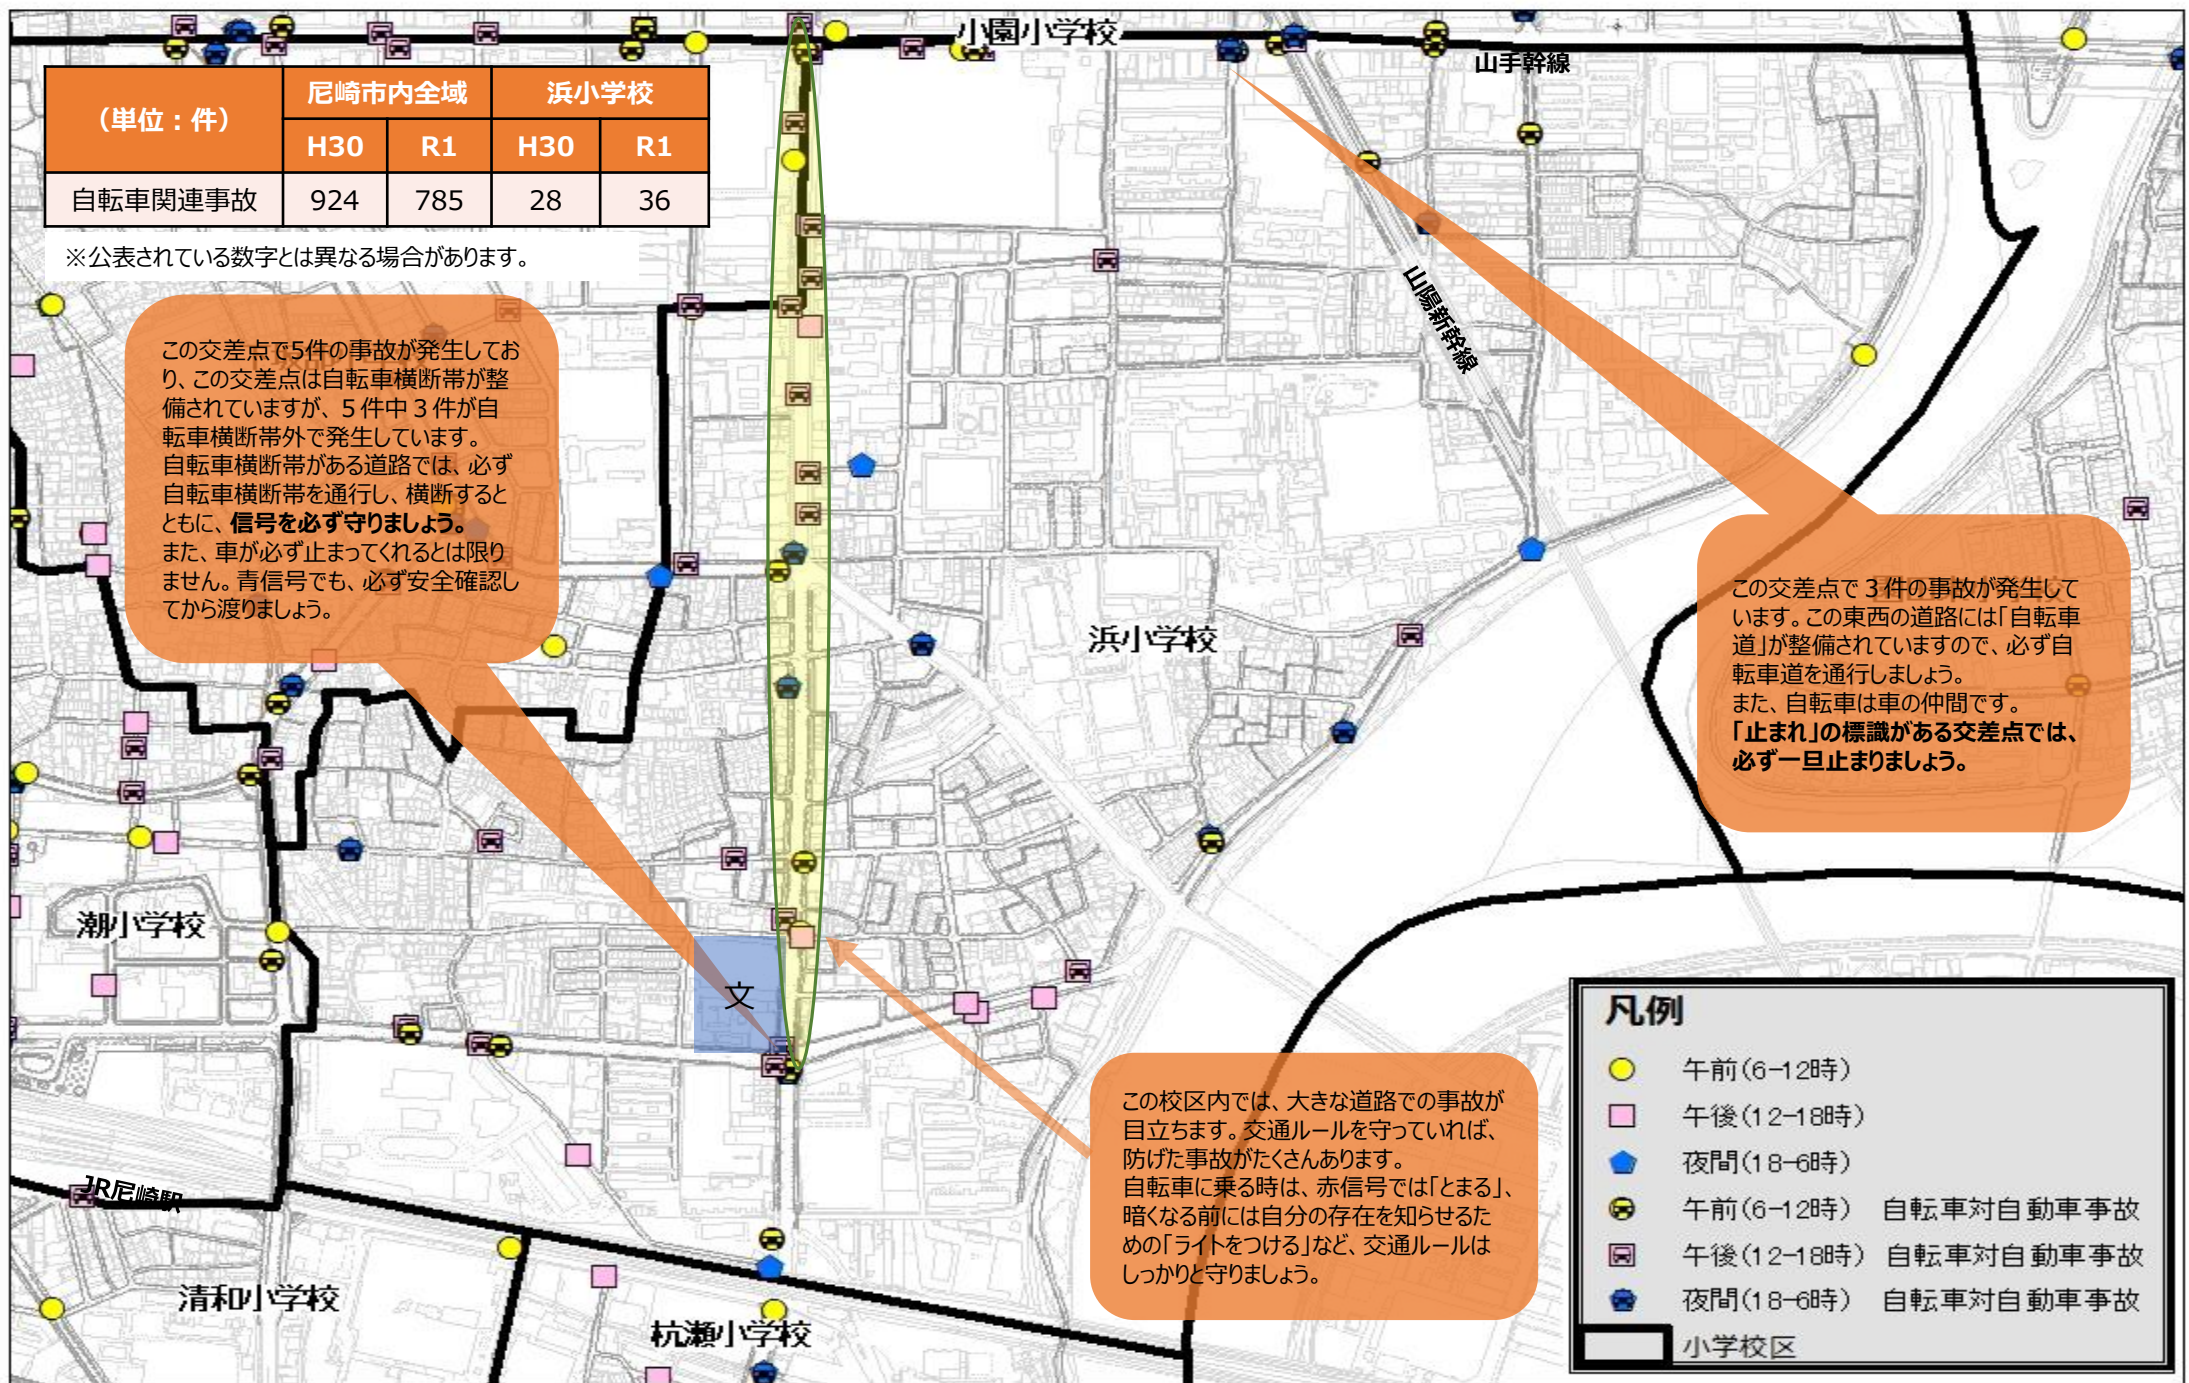 小園小学校
山手幹線
(単位：件)
尼崎市内全域
浜小学校
H30
R1
H30
R1
自転車関連事故
924
785
28
36
※公表されている数字とは異なる場合があります。
山陽新幹線
この交差点で5件の事故が発生してお
り、この交差点は自転車横断帯が整
備されていますが、５件中３件が自
転車横断帯外で発生しています。
自転車横断帯がある道路では、必ず
自転車横断帯を通行し、横断すると
ともに、信号を必ず守りましょう。
また、車が必ず止まってくれるとは限り
ません。青信号でも、必ず安全確認し
てから渡りましょう。
浜小学校
この交差点で３件の事故が発生して
います。この東西の道路には「自転車
道」が整備されていますので、必ず自
転車道を通行しましょう。
また、自転車は車の仲間です。
「止まれ」の標識がある交差点では、
必ず一旦止まりましょう。
潮小学校
文
この校区内では、大きな道路での事故が
目立ちます。交通ルールを守っていれば、
防げた事故がたくさんあります。
自転車に乗る時は、赤信号では「とまる」、
暗くなる前には自分の存在を知らせるた
めの「ライトをつける」など、交通ルールは
しっかりと守りましょう。
JR尼崎駅
清和小学校
杭瀬小学校
凡例
午前(6-12時)
午後(12-18時)
夜間(18-6時)
午前(6-12時)　自転車対自動車事故
午後(12-18時)　自転車対自動車事故
夜間(18-6時)　自転車対自動車事故
小学校区